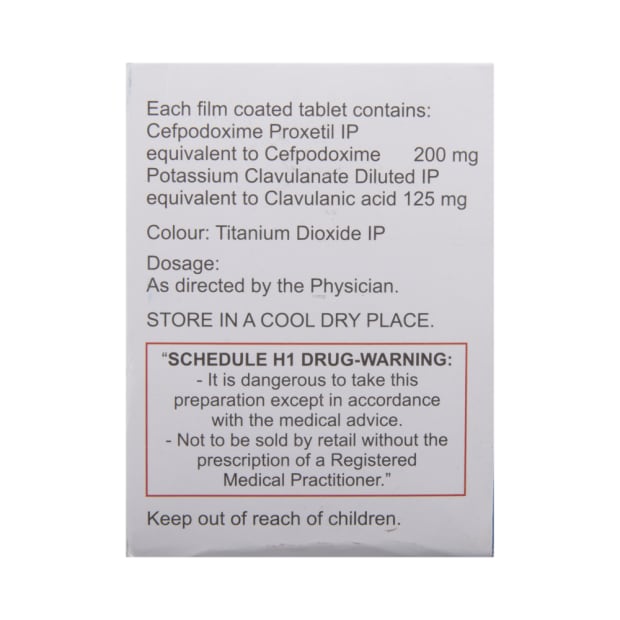 Each film coated tablet contains:
Cefpodoxime Proxetil IP
equivalent to Cefpodoxime 200 mg
Potassium Clavulanate Diluted IP
equivalent to Clavulanic acid 125 mg
Colour: Titanium Dioxide IP
Dosage:
As directed by the Physician.
STORE IN A COOL DRY PLACE.
“SCHEDULE H1 DRUG-WARNING:
- It is dangerous to take this
preparation except in accordance
with the medical advice.
- Not to be sold by retail without the
prescription of a Registered
Medical Practitioner.”
Keep out of reach of children.